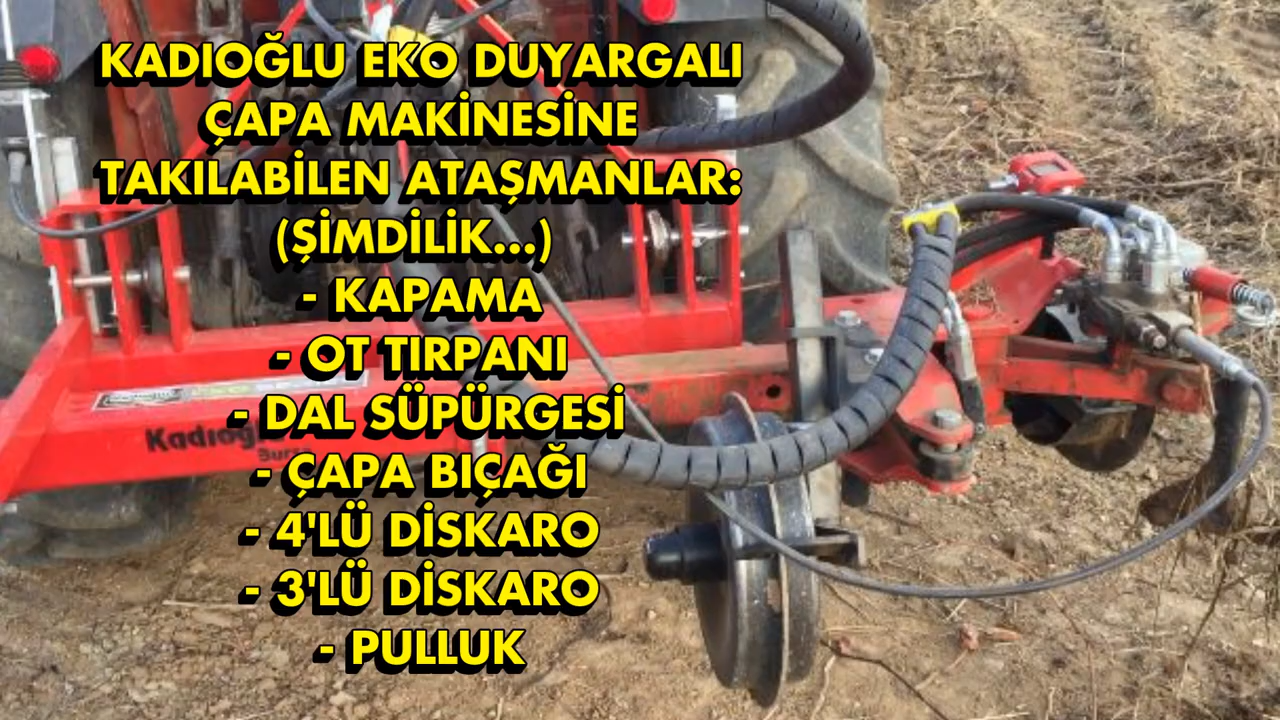 KADIOĞLU EKO DUYARGALI
ÇAPA MAKİNESİNE
TAKILABİLEN ATAŞMANLAR:
(ŞİMDİLİK...)
- KAPAMA
- OT TIRPANI
- DAL SÜPÜRGESİ
- ÇAPA BIÇAĞI
- 4'LÜ DİSKARO
- 3'LÜ DİSKARO
- PULLUK